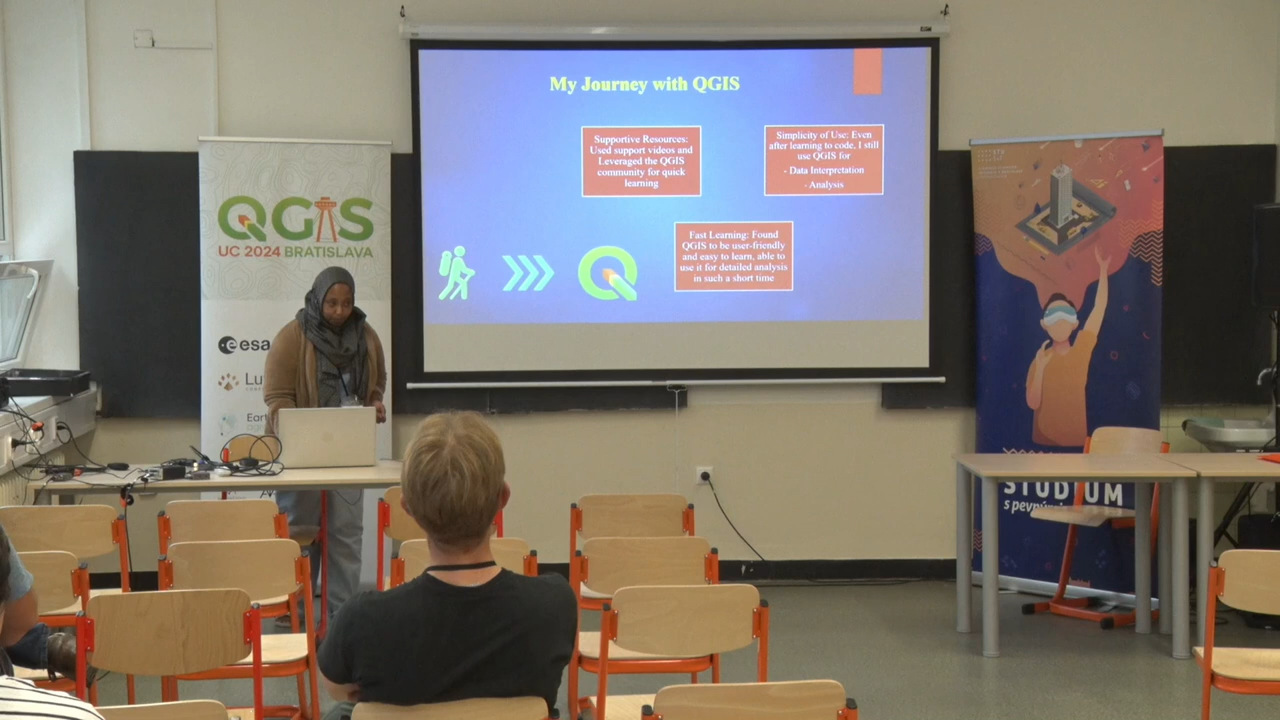 My Journey with QGIS
Supportive Resources:
Used support videos and
Leveraged the QGIS
community for quick
learning
Simplicity of Use: Even
after learning to code, I still
use QGIS for
- Data Interpretation
- Analysis
Fast Learning: Found
QGIS to be user-friendly
and easy to learn, able to
use it for detailed analysis
in such a short time
QGIS
UC 2024 BRATISLAVA
esa
STUDIUM